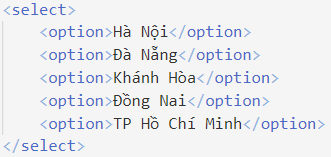 <select>
    <option>Hà Nội</option>
    <option>Đà Nẵng</option>
    <option>Khánh Hòa</option>
    <option>Đồng Nai</option>
    <option>TP Hồ Chí Minh</option>
</select>